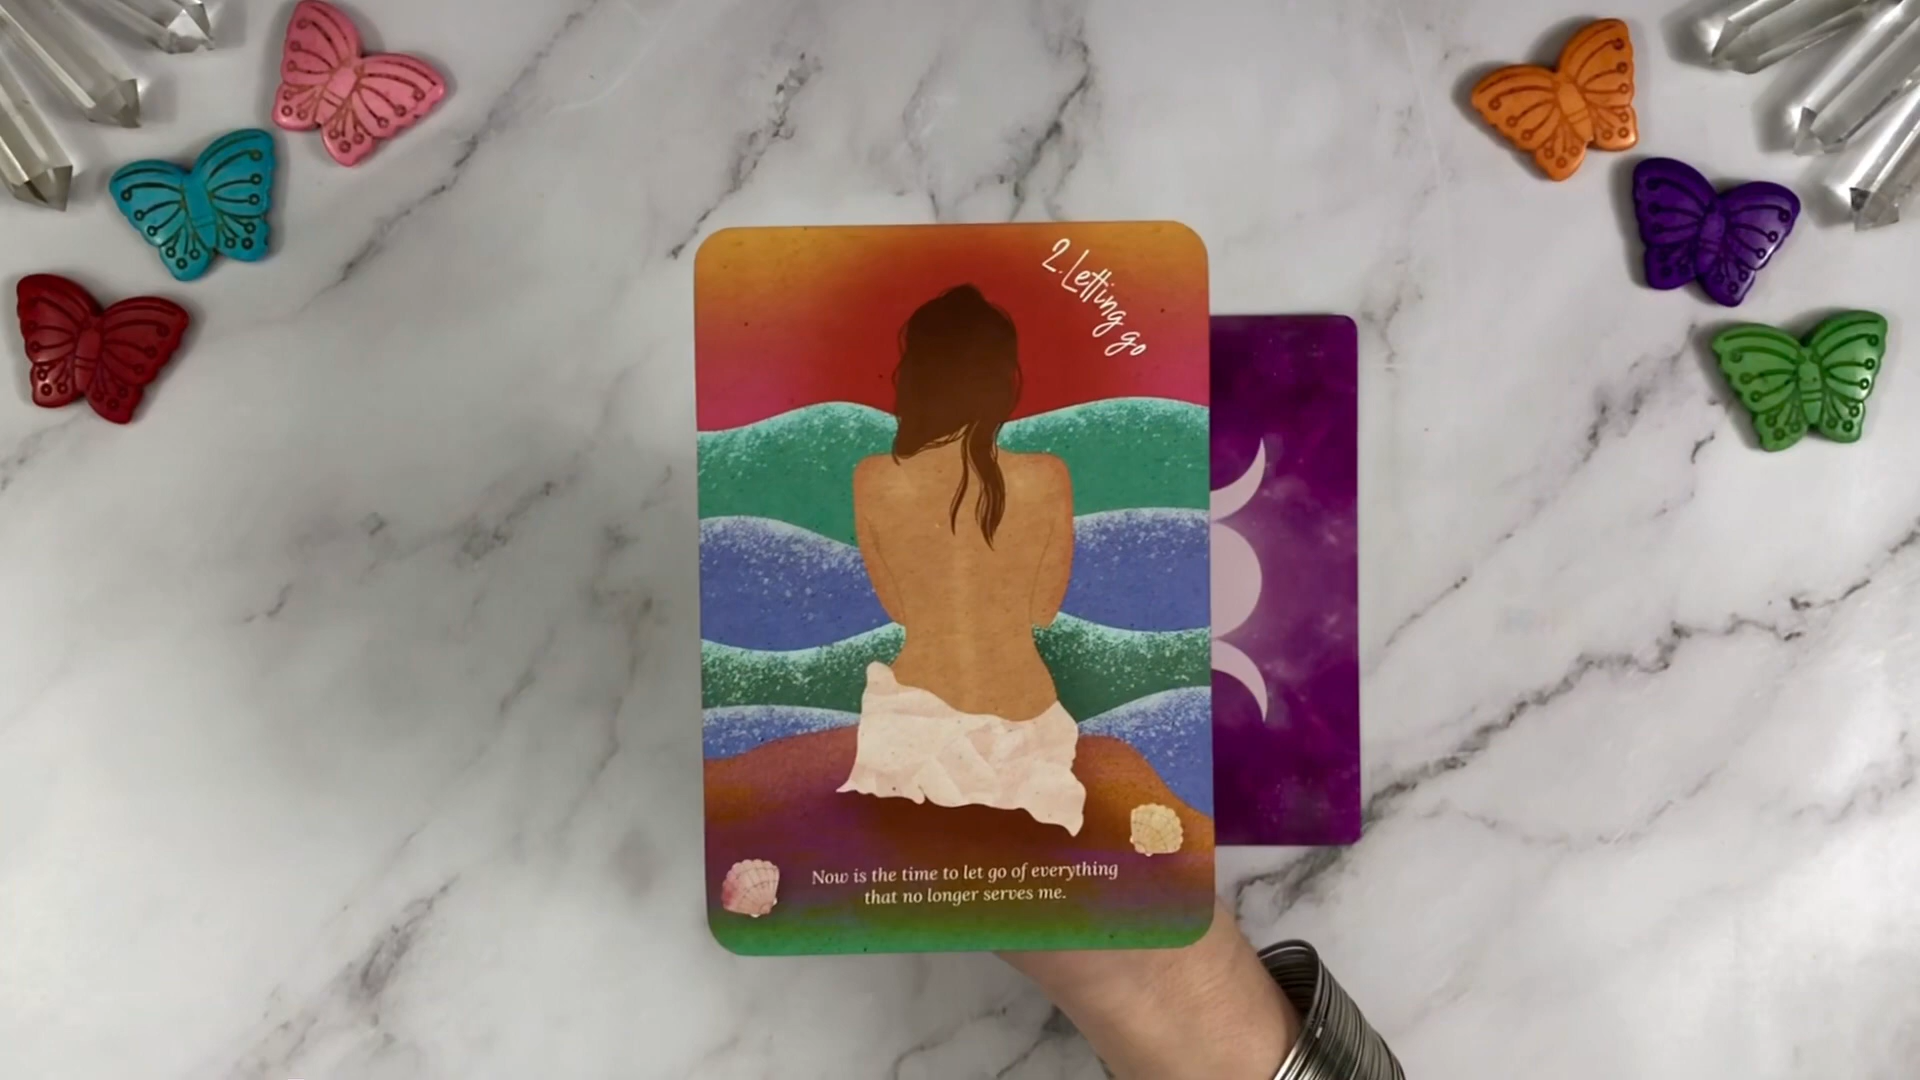 2. Letting go
Now is the time to let go of everything
that no longer serves me.